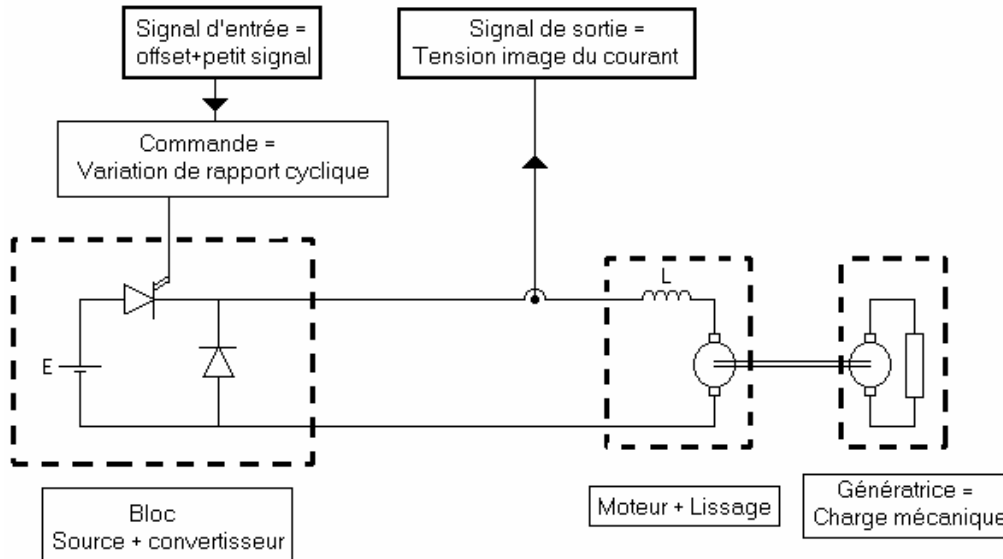 Signal d'entrée =
offset+petit signal
Signal de sortie =
Tension image du courant
Commande =
Variation de rapport cyclique
L
E
Bloc
Source + convertisseur
Moteur + Lissage
Génératrice =
Charge mécanique